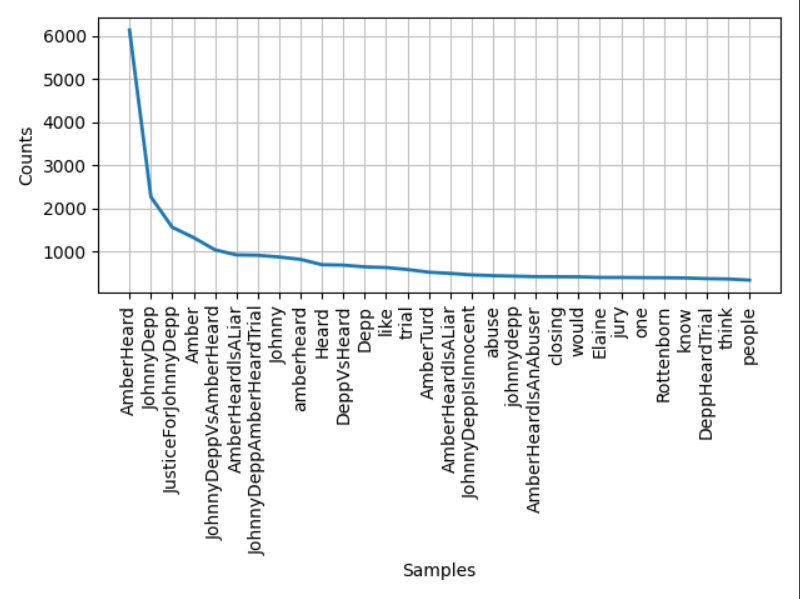 6000
5000
4000
3000
2000
1000
Counts
AmberHeard
JohnnyDepp
JusticeForJohnnyDepp
Amber
JohnnyDeppVsAmberHeard
AmberHeardIsALiar
JohnnyDeppAmberHeardTrial
Johnny
amberheard
Heard
DeppVsHeard
Depp
like
trial
AmberTurd
AmberHeardIsALiar
JohnnyDeppIsInnocent
abuse
johnnydepp
AmberHeardIsAnAbuser
closing
would
Elaine
jury
one
Rottenborn
know
DeppHeardTrial
think
people
Samples